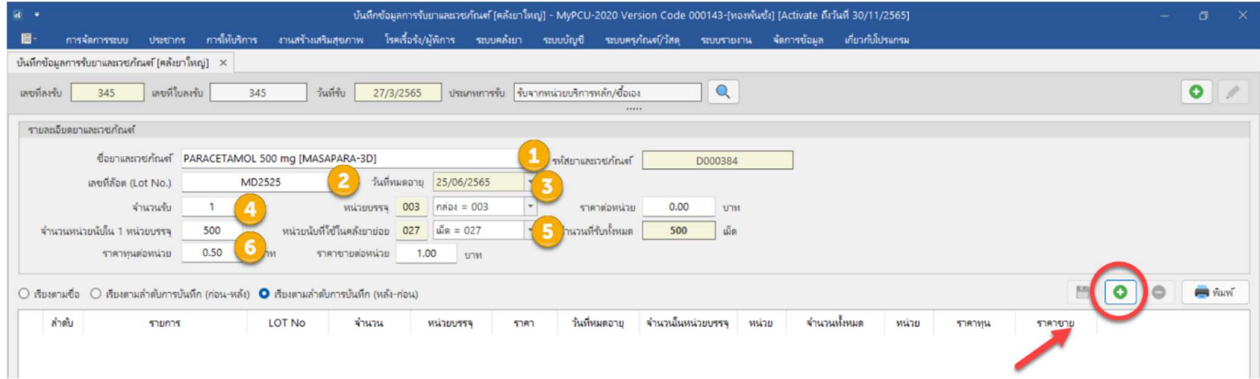 บันทึกข้อมูลการรับยาและเวชภัณฑ์ [คลังยาใหญ่] - MyPCU-2020 Version Code 000143-[ทองพันชั่ง] [Activate ถึงวันที่ 30/11/2565]
การจัดการระบบ ประชากร การให้บริการ งานสร้างเสริมสุขภาพ โรคเรื้อรัง/ผู้พิการ ระบบคลังยา ระบบบัญชี ระบบครุภัณฑ์/วัสดุ ระบบรายงาน จัดการข้อมูล เกี่ยวกับโปรแกรม
บันทึกข้อมูลการรับยาและเวชภัณฑ์ [คลังยาใหญ่] ×
เลขที่ลงรับ 345 เลขที่ใบลงรับ 345 วันที่รับ 27/3/2565 ประเภทการรับ รับจากหน่วยบริการหลัก/ซื้อเอง
รายละเอียดยาและเวชภัณฑ์
ชื่อยาและเวชภัณฑ์ PARACETAMOL 500 mg [MASAPARA-3D] 1 รหัสยาและเวชภัณฑ์ D000384
เลขที่ล็อต (Lot No.) MD2525 2 วันที่หมดอายุ 25/06/2565 3
จำนวนรับ 1 4 หน่วยบรรจุ 003 กล่อง = 003 ราคาต่อหน่วย 0.00 บาท
จำนวนหน่วยนับใน 1 หน่วยบรรจุ 500 หน่วยนับที่ใช้ในคลังยาย่อย 027 เม็ด = 027 5 จำนวนที่รับทั้งหมด 500 เม็ด
ราคาทุนต่อหน่วย 0.50 6 บาท ราคาขายต่อหน่วย 1.00 บาท
เรียงตามชื่อ เรียงตามลำดับการบันทึก (ก่อน-หลัง) เรียงตามลำดับการบันทึก (หลัง-ก่อน) พิมพ์
ลำดับ รายการ LOT No จำนวน หน่วยบรรจุ ราคา วันที่หมดอายุ จำนวนในหน่วยบรรจุ หน่วย จำนวนทั้งหมด หน่วย ราคาทุน ราคาขาย